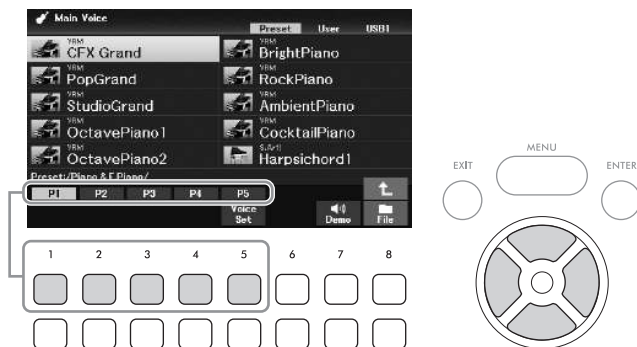 Main Voice
Preset User USB1
VRM
CFX Grand
VRM
BrightPiano
VRM
PopGrand
VRM
RockPiano
VRM
StudioGrand
VRM
AmbientPiano
VRM
OctavePiano1
VRM
CocktailPiano
VRM
OctavePiano2
S.Art!
Harpsichord1
Preset:/Piano & E.Piano/
P1 P2 P3 P4 P5
Voice Set
Demo
File
1 2 3 4 5 6 7 8
MENU
EXIT
ENTER